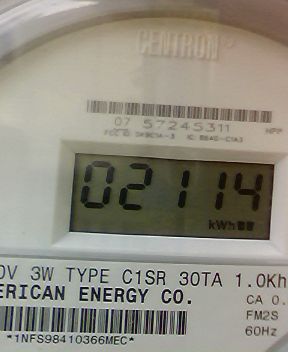 CENTRON®
07 57245311
HPP
02114
kWh
0V 3W TYPE C1SR 30TA 1.0Kh
ERICAN ENERGY CO.
CA 0.
FM2S
60Hz
*1NFS98410366MEC*